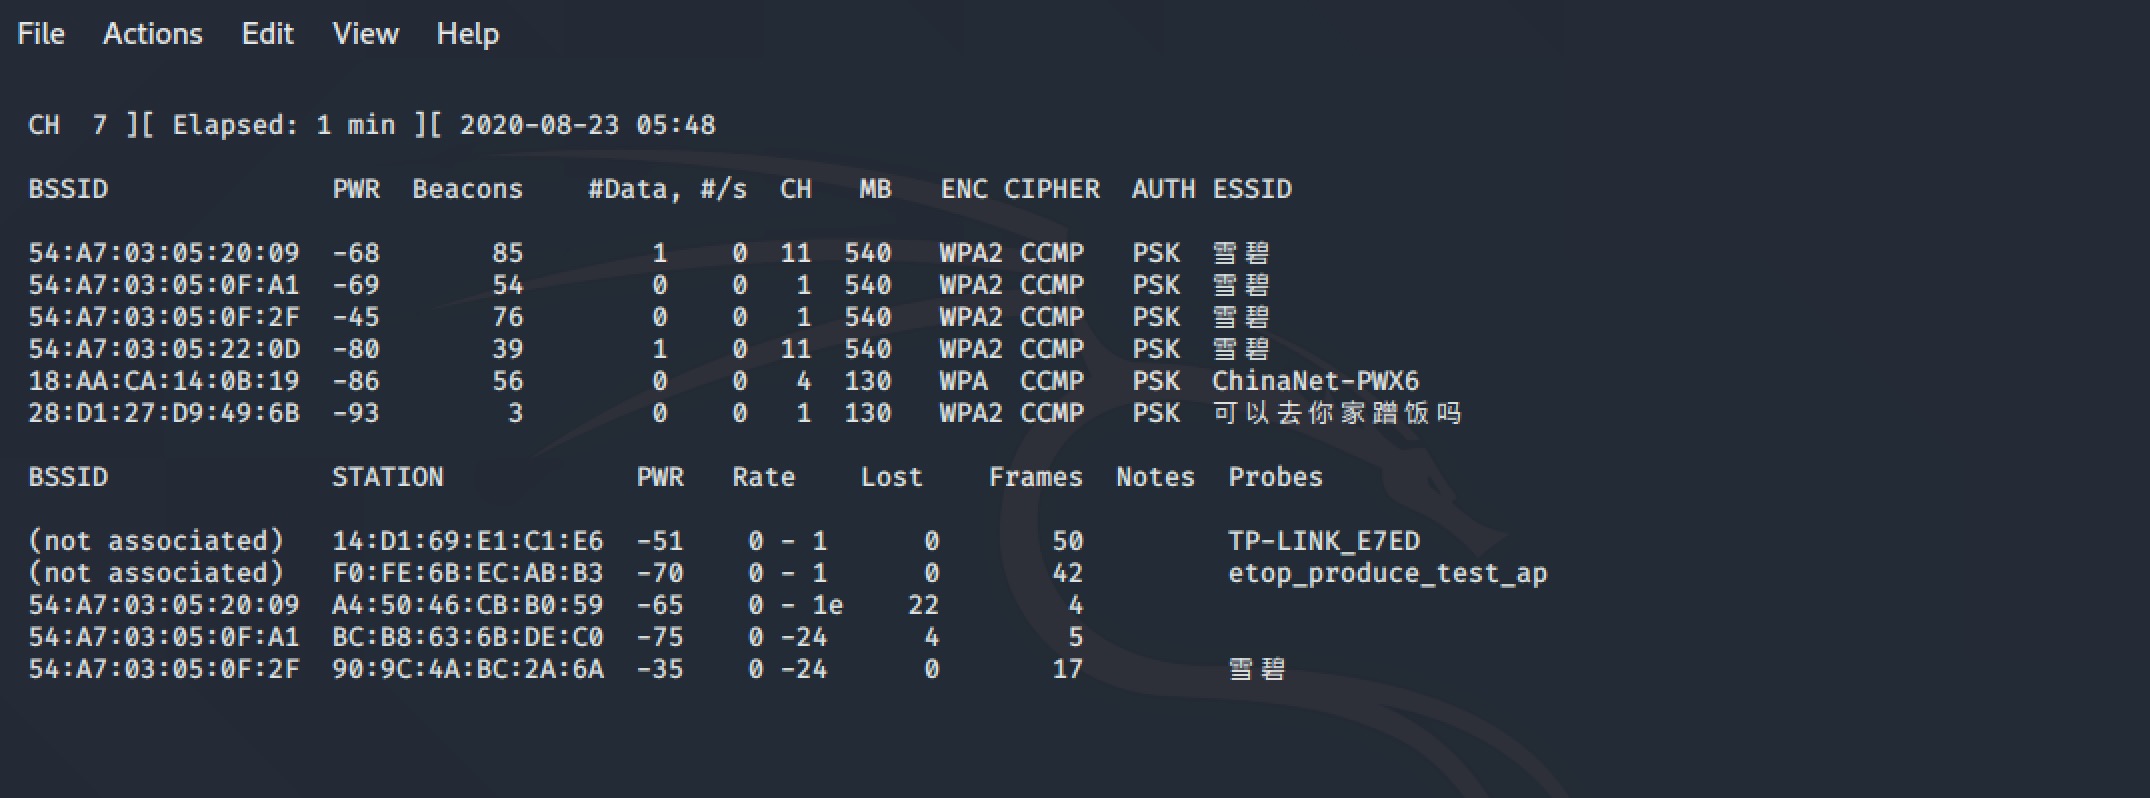 File Actions Edit View Help
CH 7 ][ Elapsed: 1 min ][ 2020-08-23 05:48
BSSID PWR Beacons #Data, #/s CH MB ENC CIPHER AUTH ESSID
54:A7:03:05:20:09 -68 85 1 0 11 540 WPA2 CCMP PSK 雪碧
54:A7:03:05:0F:A1 -69 54 0 0 1 540 WPA2 CCMP PSK 雪碧
54:A7:03:05:0F:2F -45 76 0 0 1 540 WPA2 CCMP PSK 雪碧
54:A7:03:05:22:0D -80 39 1 0 11 540 WPA2 CCMP PSK 雪碧
18:AA:CA:14:0B:19 -86 56 0 0 4 130 WPA CCMP PSK ChinaNet-PWX6
28:D1:27:D9:49:6B -93 3 0 0 1 130 WPA2 CCMP PSK 可以去你家蹭饭吗
BSSID STATION PWR Rate Lost Frames Notes Probes
(not associated) 14:D1:69:E1:C1:E6 -51 0 - 1 0 50 TP-LINK_E7ED
(not associated) F0:FE:6B:EC:AB:B3 -70 0 - 1 0 42 etop_produce_test_ap
54:A7:03:05:20:09 A4:50:46:CB:B0:59 -65 0 - 1e 22 4
54:A7:03:05:0F:A1 BC:B8:63:6B:DE:C0 -75 0 -24 4 5
54:A7:03:05:0F:2F 90:9C:4A:BC:2A:6A -35 0 -24 0 17 雪碧